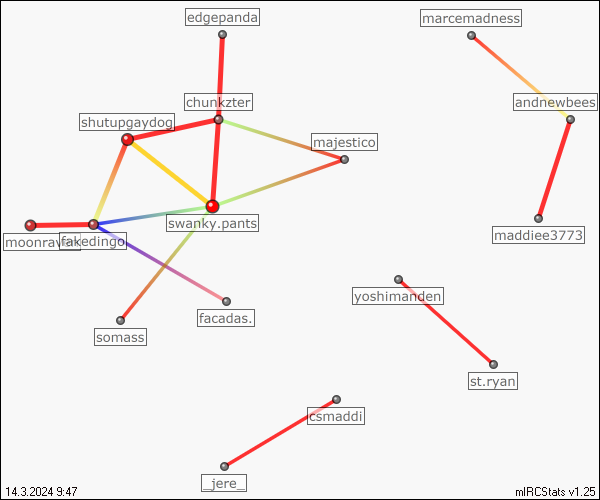 edgepanda
marcemadness
chunkzter
andnewbees
shutupgaydog
majestico
swanky.pants
maddiee3773
fakedingo
yoshimanden
facadas.
somass
st.ryan
csmaddi
_jere_
14.3.2024 9:47
mIRCStats v1.25